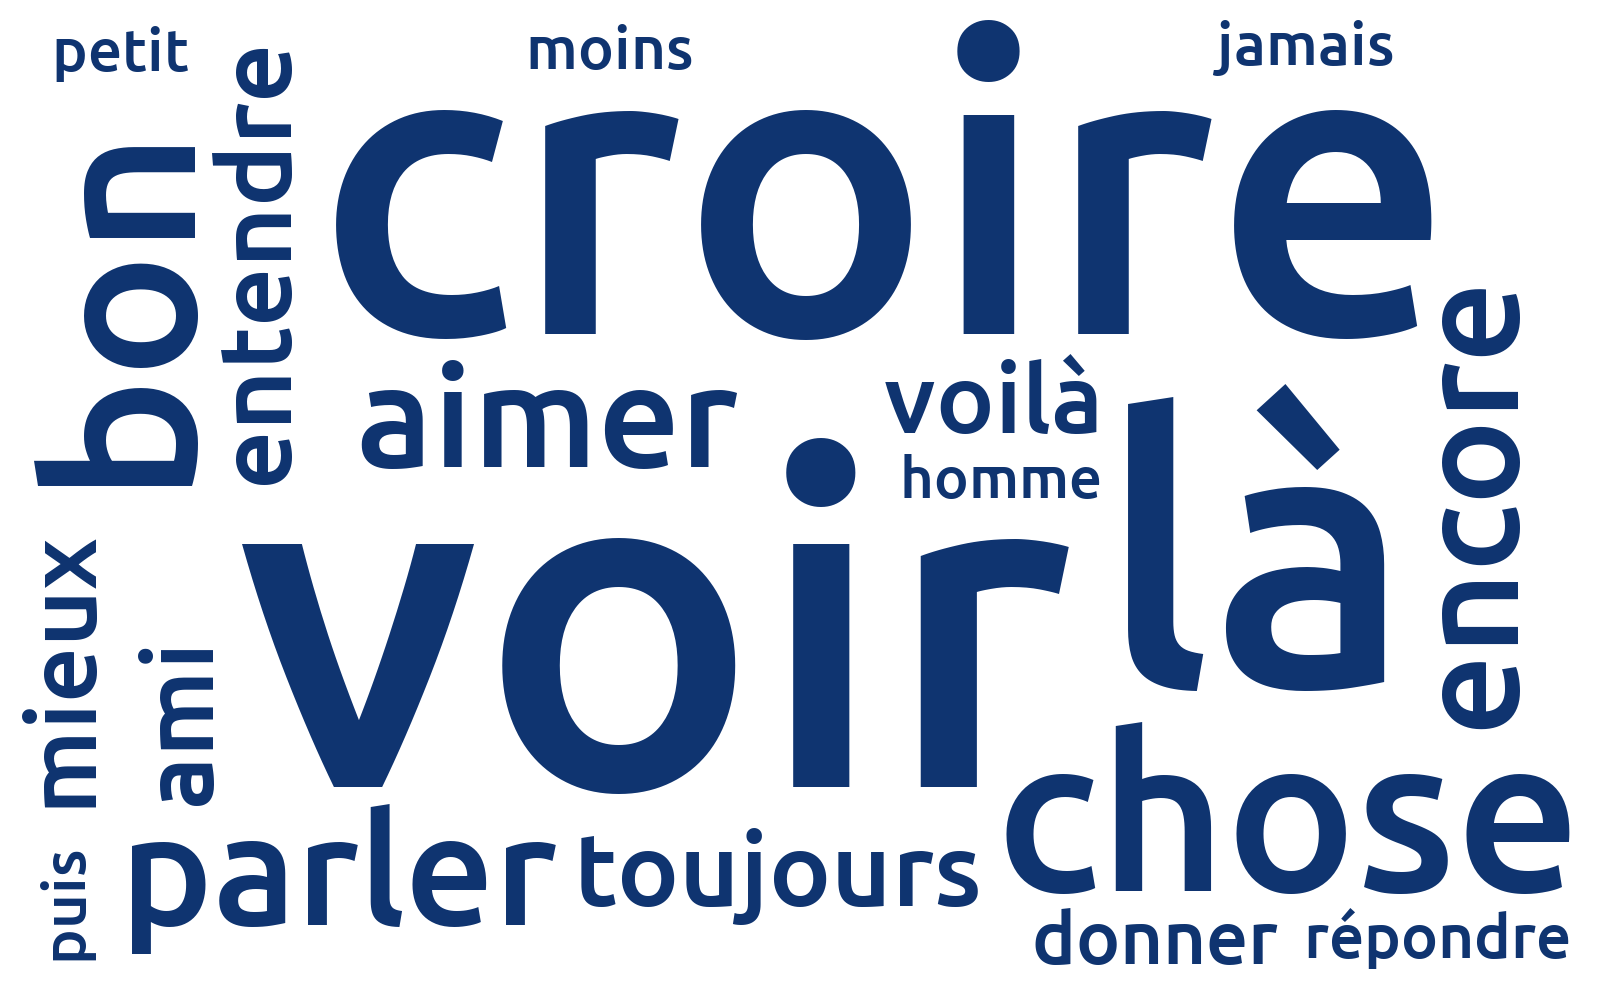 petit
moins
jamais
bon
entendre
croire
aimer
voilà
homme
là
encore
voir
mieux
ami
chose
parler
toujours
puis
donner
répondre